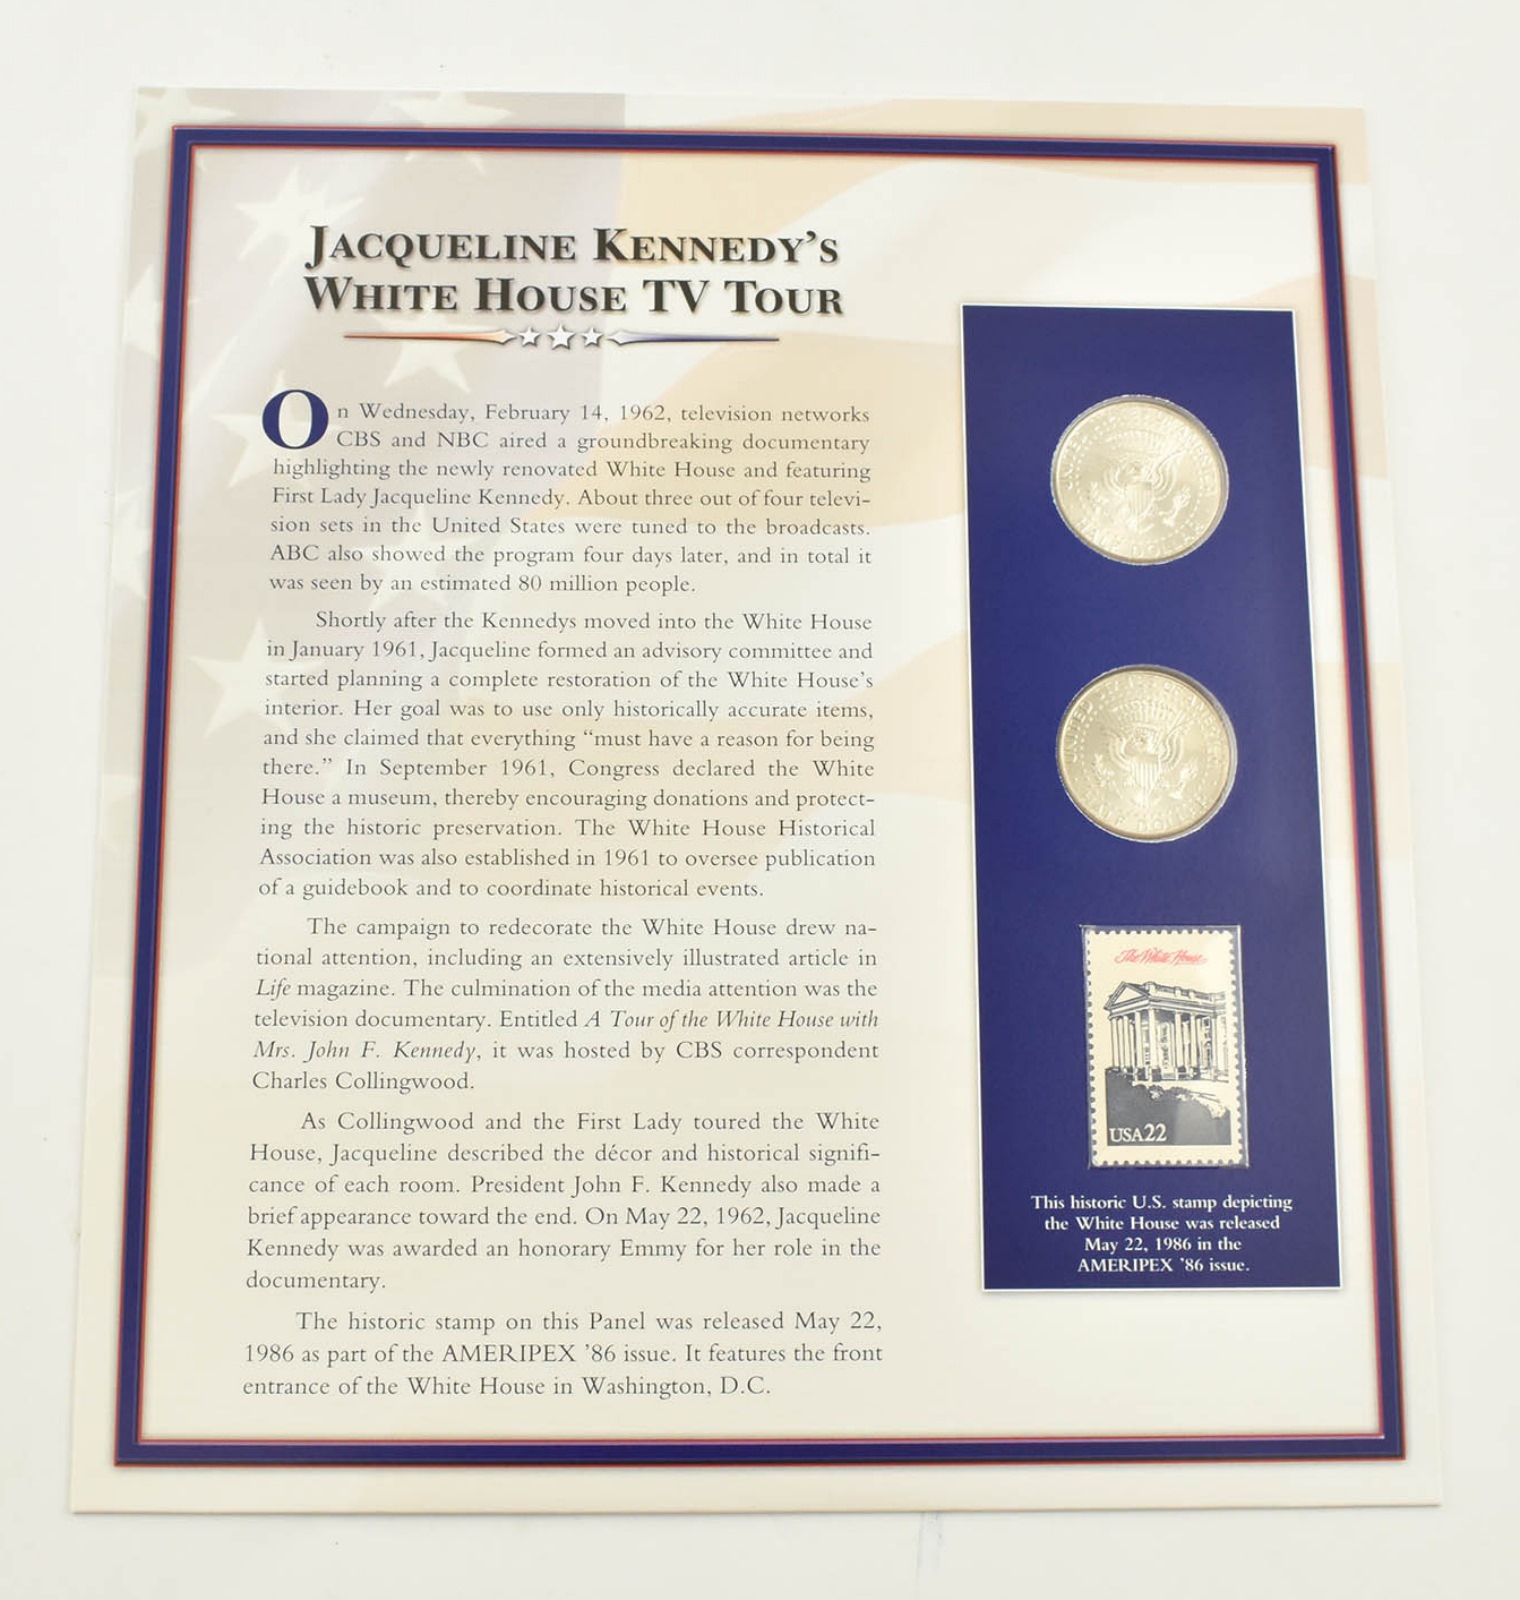 JACQUELINE KENNEDY'S
WHITE HOUSE TV TOUR
On Wednesday, February 14, 1962, television networks
CBS and NBC aired a groundbreaking documentary
highlighting the newly renovated White House and featuring
First Lady Jacqueline Kennedy. About three out of four televi-
sion sets in the United States were tuned to the broadcasts.
ABC also showed the program four days later, and in total it
was seen by an estimated 80 million people.
Shortly after the Kennedys moved into the White House
in January 1961, Jacqueline formed an advisory committee and
started planning a complete restoration of the White House's
interior. Her goal was to use only historically accurate items,
and she claimed that everything “must have a reason for being
there.” In September 1961, Congress declared the White
House a museum, thereby encouraging donations and protect-
ing the historic preservation. The White House Historical
Association was also established in 1961 to oversee publication
of a guidebook and to coordinate historical events.
The campaign to redecorate the White House drew na-
tional attention, including an extensively illustrated article in
Life magazine. The culmination of the media attention was the
television documentary. Entitled A Tour of the White House with
Mrs. John F. Kennedy, it was hosted by CBS correspondent
Charles Collingwood.
As Collingwood and the First Lady toured the White
House, Jacqueline described the décor and historical signifi-
cance of each room. President John F. Kennedy also made a
brief appearance toward the end. On May 22, 1962, Jacqueline
Kennedy was awarded an honorary Emmy for her role in the
documentary.
The historic stamp on this Panel was released May 22,
1986 as part of the AMERIPEX '86 issue. It features the front
entrance of the White House in Washington, D.C.
UNITED STATES OF AMERICA
HALF DOLLAR
UNITED STATES OF AMERICA
HALF DOLLAR
The White House
USA22
This historic U.S. stamp depicting
the White House was released
May 22, 1986 in the
AMERIPEX '86 issue.